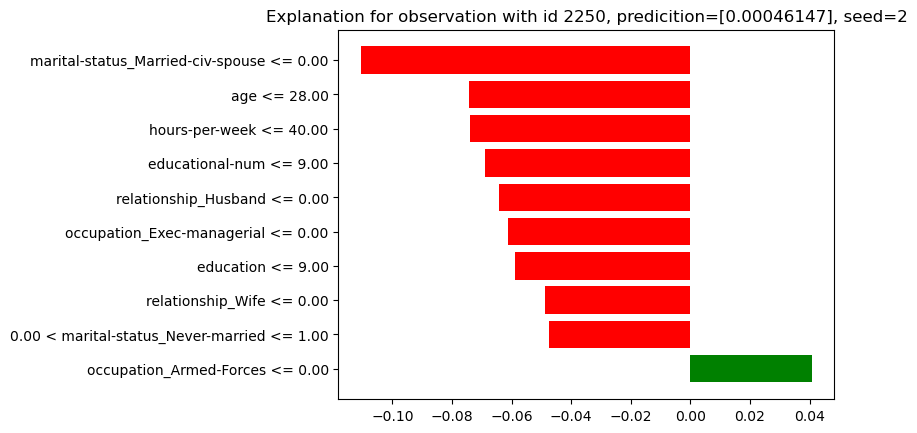 Explanation for observation with id 2250, predicition=[0.00046147], seed=2
marital-status_Married-civ-spouse <= 0.00
age <= 28.00
hours-per-week <= 40.00
educational-num <= 9.00
relationship_Husband <= 0.00
occupation_Exec-managerial <= 0.00
education <= 9.00
relationship_Wife <= 0.00
0.00 < marital-status_Never-married <= 1.00
occupation_Armed-Forces <= 0.00
−0.10 −0.08 −0.06 −0.04 −0.02 0.00 0.02 0.04